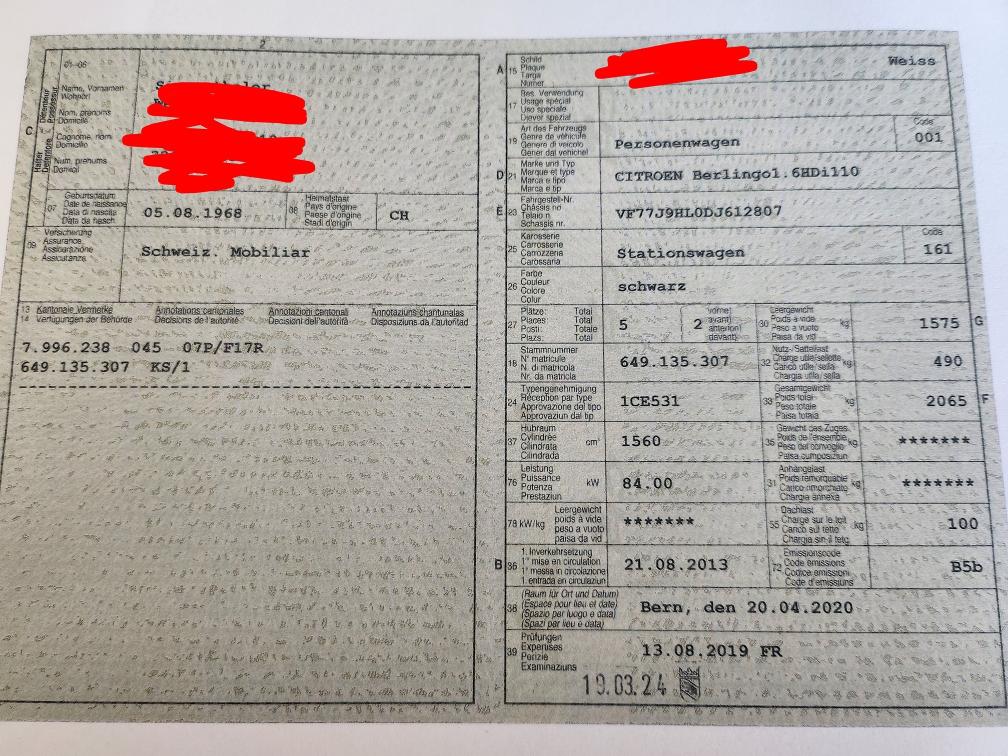 2
01-06
Name, Vornamen
Wohnort
Nom, prénoms
Domicile
Cognome, nomi
Domicilio
Num, prenums
Domicil
C
07
Geburtsdatum
Date de naissance
Data di nascita
Data da nasch.
05.08.1968
08
Heimatstaat
Pays d'origine
Paese d'origine
Stadi d'origin
CH
09
Versicherung
Assurance
Assicurazione
Assicuranza
Schweiz. Mobiliar
13
14
Kantonale Vermerke
Verfügungen der Behörde
Annotations cantonales
Décisions de l'autorité
Annotazioni cantonali
Decisioni dell'autorità
Annotaziuns chantunalas
Disposiziuns da l'autoritad
7.996.238 045 07P/F17R
649.135.307 KS/1
A
15
Schild
Plaque
Targa
Numer
Weiss
17
Bes. Verwendung
Usage spécial
Uso speciale
Diever spezial
19
Art des Fahrzeugs
Genre de véhicule
Genere di veicolo
Gener dal vehichel
Personenwagen
Code
001
D
21
Marke und Typ
Marque et type
Marca e tipo
Marca e tip
CITROEN Berlingo1.6HDi110
E
23
Fahrgestell-Nr.
Châssis no
Telaio n.
Schassis nr.
VF77J9HL0DJ612807
25
Karosserie
Carrosserie
Carrozzeria
Carossaria
Stationswagen
Code
161
26
Farbe
Couleur
Colore
Colur
schwarz
27
Plätze: Total
Places: Total
Posti: Totale
Plazs: Total
5
2
vorne)
avant)
anteriori)
davant)
30
Leergewicht
Poids à vide
Peso a vuoto
Paisa da vid
kg
1575
G
18
Stammnummer
N° matricule
N. di matricola
Nr. da matricla
649.135.307
32
Nutz-/Sattellast
Charge utile/sellette
Carico utile/sella
Chargia utila/sella
kg
490
24
Typengenehmigung
Réception par type
Approvazione del tipo
Approvaziun dal tip
1CE531
33
Gesamtgewicht
Poids total
Peso totale
Paisa totala
kg
2065
F
37
Hubraum
Cylindrée
Cilindrata
Cilindrada
cm³
1560
35
Gewicht des Zuges
Poids de l'ensemble
Peso del convoglio
Paisa cumposiziun
kg
*******
76
Leistung
Puissance
Potenza
Prestaziun
kW
84.00
31
Anhängelast
Poids remorquable
Carico rimorchiato
Chargia annexa
kg
*******
78 kW/kg
Leergewicht
poids à vide
peso a vuoto
paisa da vid
*******
55
Dachlast
Charge sur le toit
Carico sul tetto
Chargia sin il tetg
kg
100
B
36
1. Inverkehrsetzung
1re mise en circulation
1a messa in circolazione
1. entrada en circulaziun
21.08.2013
72
Emissionscode
Code émissions
Codice emissioni
Code d'emissiuns
B5b
38
(Raum für Ort und Datum)
(Espace pour lieu et date)
(Spazio per luogo e data)
(Spazi per lieu e data)
Bern, den 20.04.2020
39
Prüfungen
Expertises
Perizie
Examinaziuns
13.08.2019 FR
19.03.24